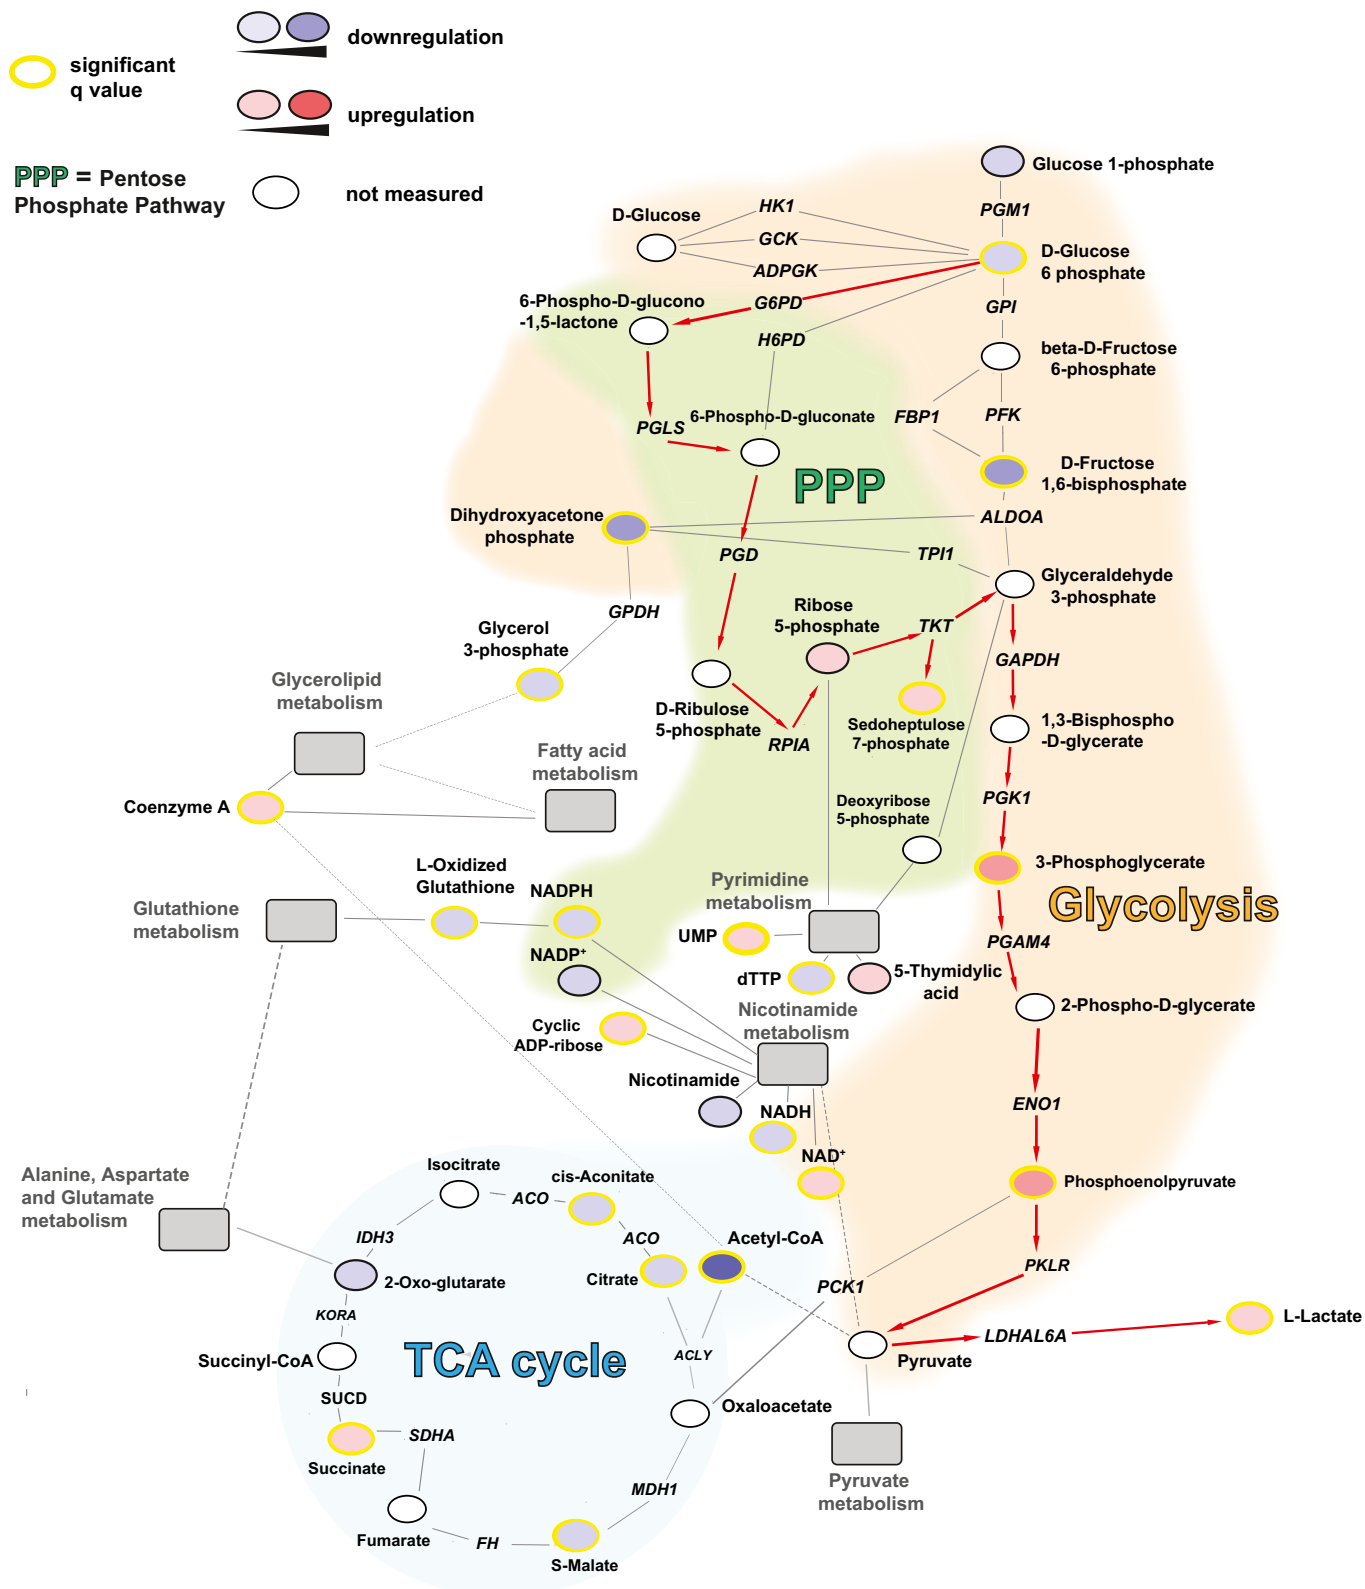 significant
q value
downregulation
upregulation
PPP = Pentose
Phosphate Pathway
not measured
Glucose 1-phosphate
PGM1
D-Glucose
HK1
GCK
ADPGK
D-Glucose
6 phosphate
6-Phospho-D-glucono
-1,5-lactone
G6PD
H6PD
GPI
beta-D-Fructose
6-phosphate
PGLS
6-Phospho-D-gluconate
FBP1
PFK
PPP
D-Fructose
1,6-bisphosphate
Dihydroxyacetone
phosphate
ALDOA
PGD
TPI1
Glyceraldehyde
3-phosphate
GPDH
Ribose
5-phosphate
TKT
Glycerol
3-phosphate
GAPDH
Glycerolipid
metabolism
D-Ribulose
5-phosphate
RPIA
Sedoheptulose
7-phosphate
1,3-Bisphospho
-D-glycerate
Fatty acid
metabolism
Coenzyme A
Deoxyribose
5-phosphate
PGK1
L-Oxidized
Glutathione
NADPH
Pyrimidine
metabolism
3-Phosphoglycerate
Glycolysis
Glutathione
metabolism
UMP
PGAM4
NADP+
dTTP
5-Thymidylic
acid
2-Phospho-D-glycerate
Cyclic
ADP-ribose
Nicotinamide
metabolism
Nicotinamide
NADH
ENO1
NAD+
Alanine, Aspartate
and Glutamate
metabolism
Isocitrate
ACO
cis-Aconitate
Phosphoenolpyruvate
IDH3
ACO
Acetyl-CoA
2-Oxo-glutarate
Citrate
PCK1
PKLR
KORA
L-Lactate
Succinyl-CoA
TCA cycle
ACLY
LDHAL6A
Pyruvate
SUCD
Oxaloacetate
SDHA
Succinate
MDH1
Pyruvate
metabolism
Fumarate
FH
S-Malate